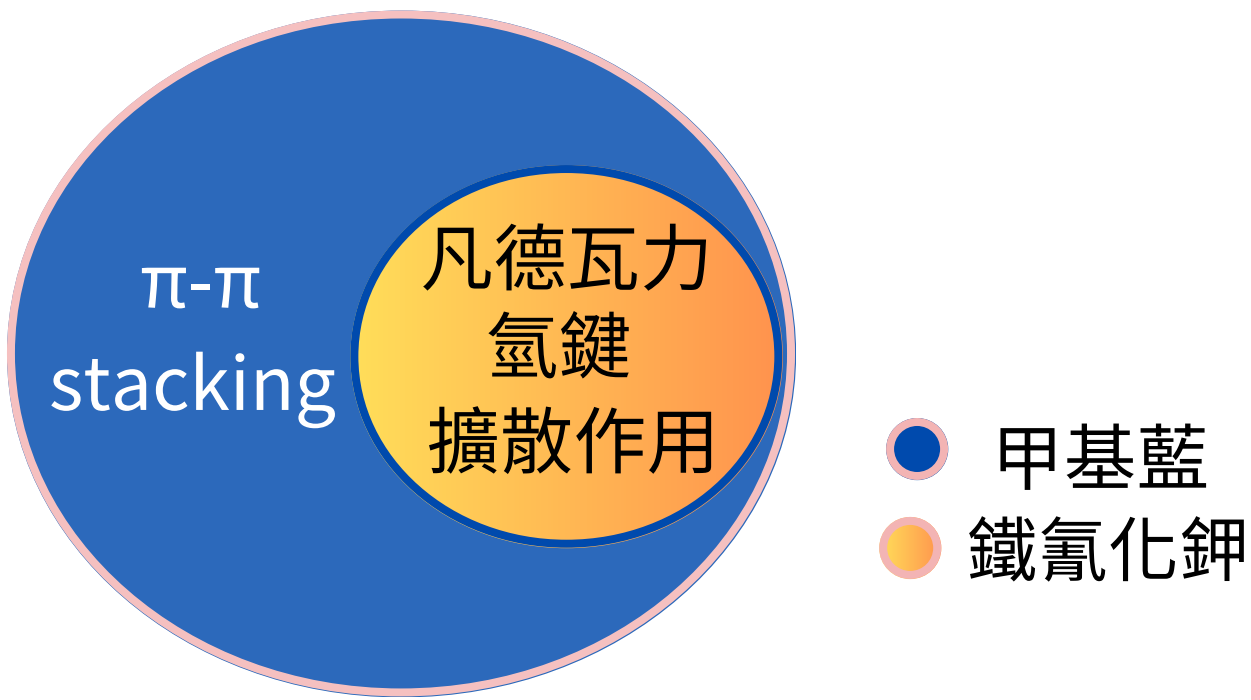 π-π
stacking
凡德瓦力
氫鍵
擴散作用
甲基藍
鐵氰化鉀